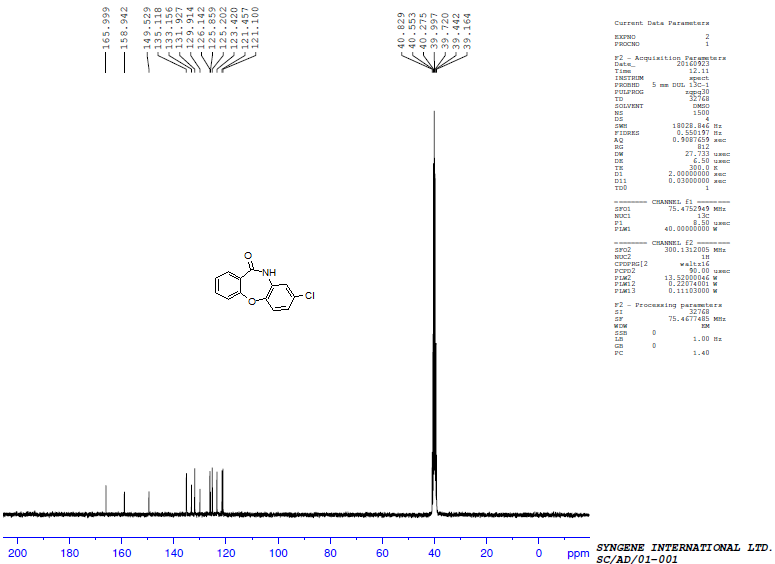 165.999
158.942
149.529
135.118
133.156
131.927
129.914
126.142
125.859
125.202
123.420
121.457
121.100
40.829
40.553
40.275
39.997
39.720
39.442
39.164
Current Data Parameters
EXPNO 2
PROCNO 1
F2 - Acquisition Parameters
Date_ 20160923
Time 12.11
INSTRUM spect
PROBHD 5 mm DUL 13C-1
PULPROG zgpg30
TD 32768
SOLVENT DMSO
NS 1500
DS 4
SWH 18028.846 Hz
FIDRES 0.550197 Hz
AQ 0.9087659 sec
RG 812
DW 27.733 usec
DE 6.50 usec
TE 300.0 K
D1 2.00000000 sec
D11 0.03000000 sec
TD0 1
======== CHANNEL f1 ========
SFO1 75.4752949 MHz
NUC1 13C
P1 8.50 usec
PLW1 40.00000000 W
======== CHANNEL f2 ========
SFO2 300.1312005 MHz
NUC2 1H
CPDPRG[2 waltz16
PCPD2 90.00 usec
PLW2 13.52000046 W
PLW12 0.22074001 W
PLW13 0.11103000 W
F2 - Processing parameters
SI 32768
SF 75.4677485 MHz
WDW EM
SSB 0
LB 1.00 Hz
GB 0
PC 1.40
O
NH
O
Cl
200 180 160 140 120 100 80 60 40 20 0 ppm
SYNGENE INTERNATIONAL LTD.
SC/AD/01-001